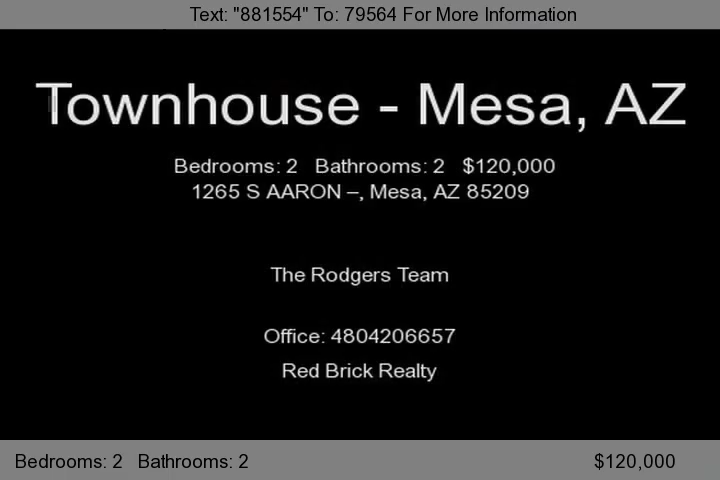 Text: "881554" To: 79564 For More Information
Townhouse - Mesa, AZ
Bedrooms: 2 Bathrooms: 2 $120,000
1265 S AARON –, Mesa, AZ 85209
The Rodgers Team
Office: 4804206657
Red Brick Realty
Bedrooms: 2 Bathrooms: 2 $120,000